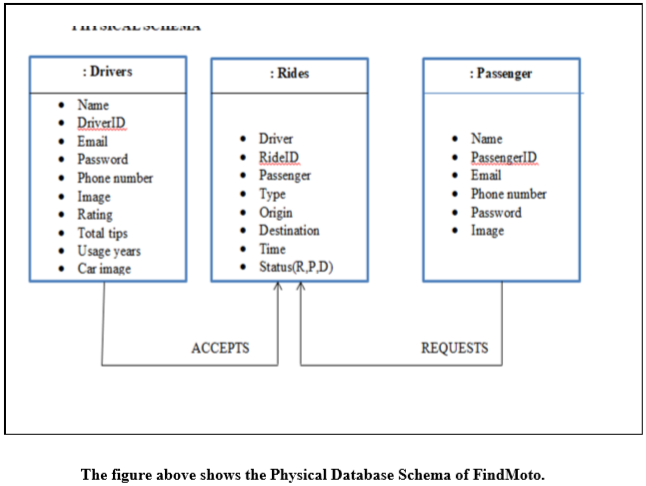 PHYSICAL SCHEMA
: Drivers
• Name
• DriverID
• Email
• Password
• Phone number
• Image
• Rating
• Total tips
• Usage years
• Car image
: Rides
• Driver
• RideID
• Passenger
• Type
• Origin
• Destination
• Time
• Status(R,P,D)
: Passenger
• Name
• PassengerID
• Email
• Phone number
• Password
• Image
ACCEPTS
REQUESTS
The figure above shows the Physical Database Schema of FindMoto.